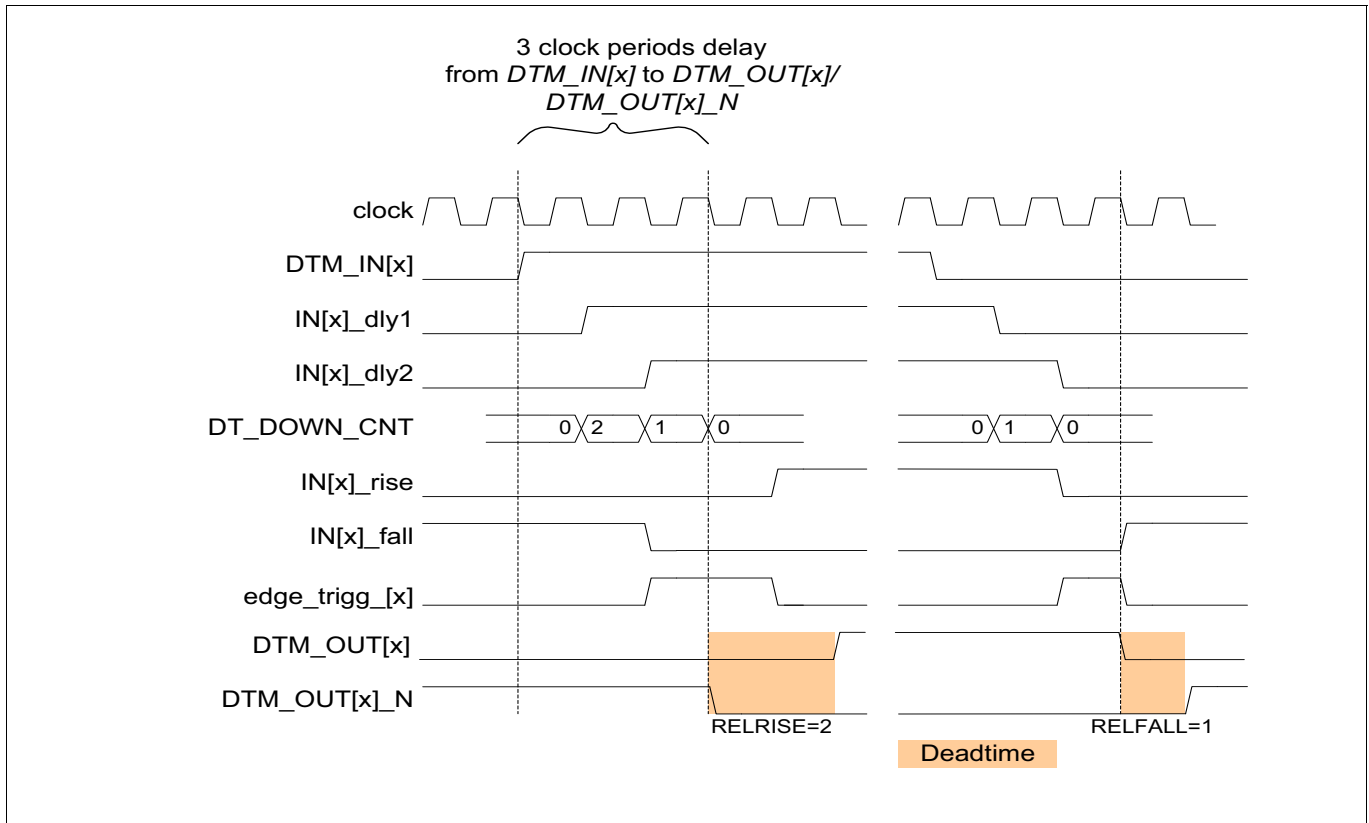 3 clock periods delay
from DTM_IN[x] to DTM_OUT[x]/
DTM_OUT[x]_N
clock
DTM_IN[x]
IN[x]_dly1
IN[x]_dly2
DT_DOWN_CNT 0 2 1 0 0 1 0
IN[x]_rise
IN[x]_fall
edge_trigg_[x]
DTM_OUT[x]
DTM_OUT[x]_N
RELRISE=2 RELFALL=1
Deadtime